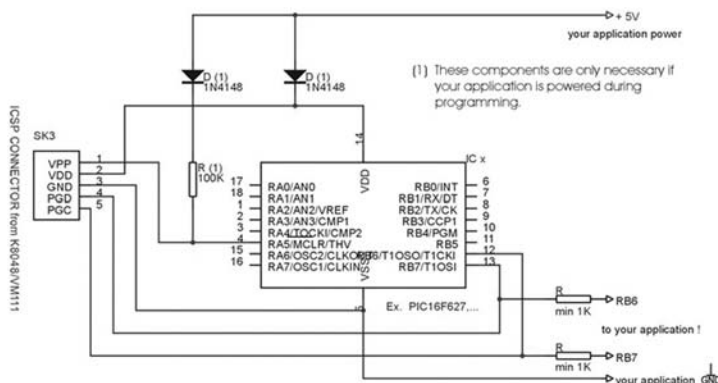 + 5V
your application power
D (1)
1N4148
D (1)
1N4148
(1) These components are only necessary if
your application is powered during
programming.
ICSP CONNECTOR from K8048/VM111
SK3
VPP 1
VDD 2
GND 3
PGD 4
PGC 5
R (1)
100K
14
VDD
IC x
17 RA0/AN0
18 RA1/AN1
1 RA2/AN2/VREF
2 RA3/AN3/CMP1
3 RA4/TOCKI/CMP2
4 RA5/MCLR/THV
15 RA6/OSC2/CLKO
16 RA7/OSC1/CLKIN
RB0/INT 6
RB1/RX/DT 7
RB2/TX/CK 8
RB3/CCP1 9
RB4/PGM 10
RB5 11
RB6/T1OSO/T1CKI 12
RB7/T1OSI 13
VSS
5
Ex. PIC16F627,...
R
min 1K
RB6
to your application !
R
min 1K
RB7
your application GND